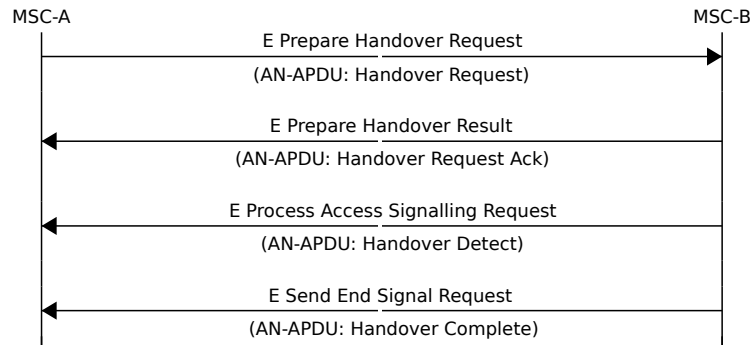 MSC-A
MSC-B
E Prepare Handover Request
(AN-APDU: Handover Request)
E Prepare Handover Result
(AN-APDU: Handover Request Ack)
E Process Access Signalling Request
(AN-APDU: Handover Detect)
E Send End Signal Request
(AN-APDU: Handover Complete)